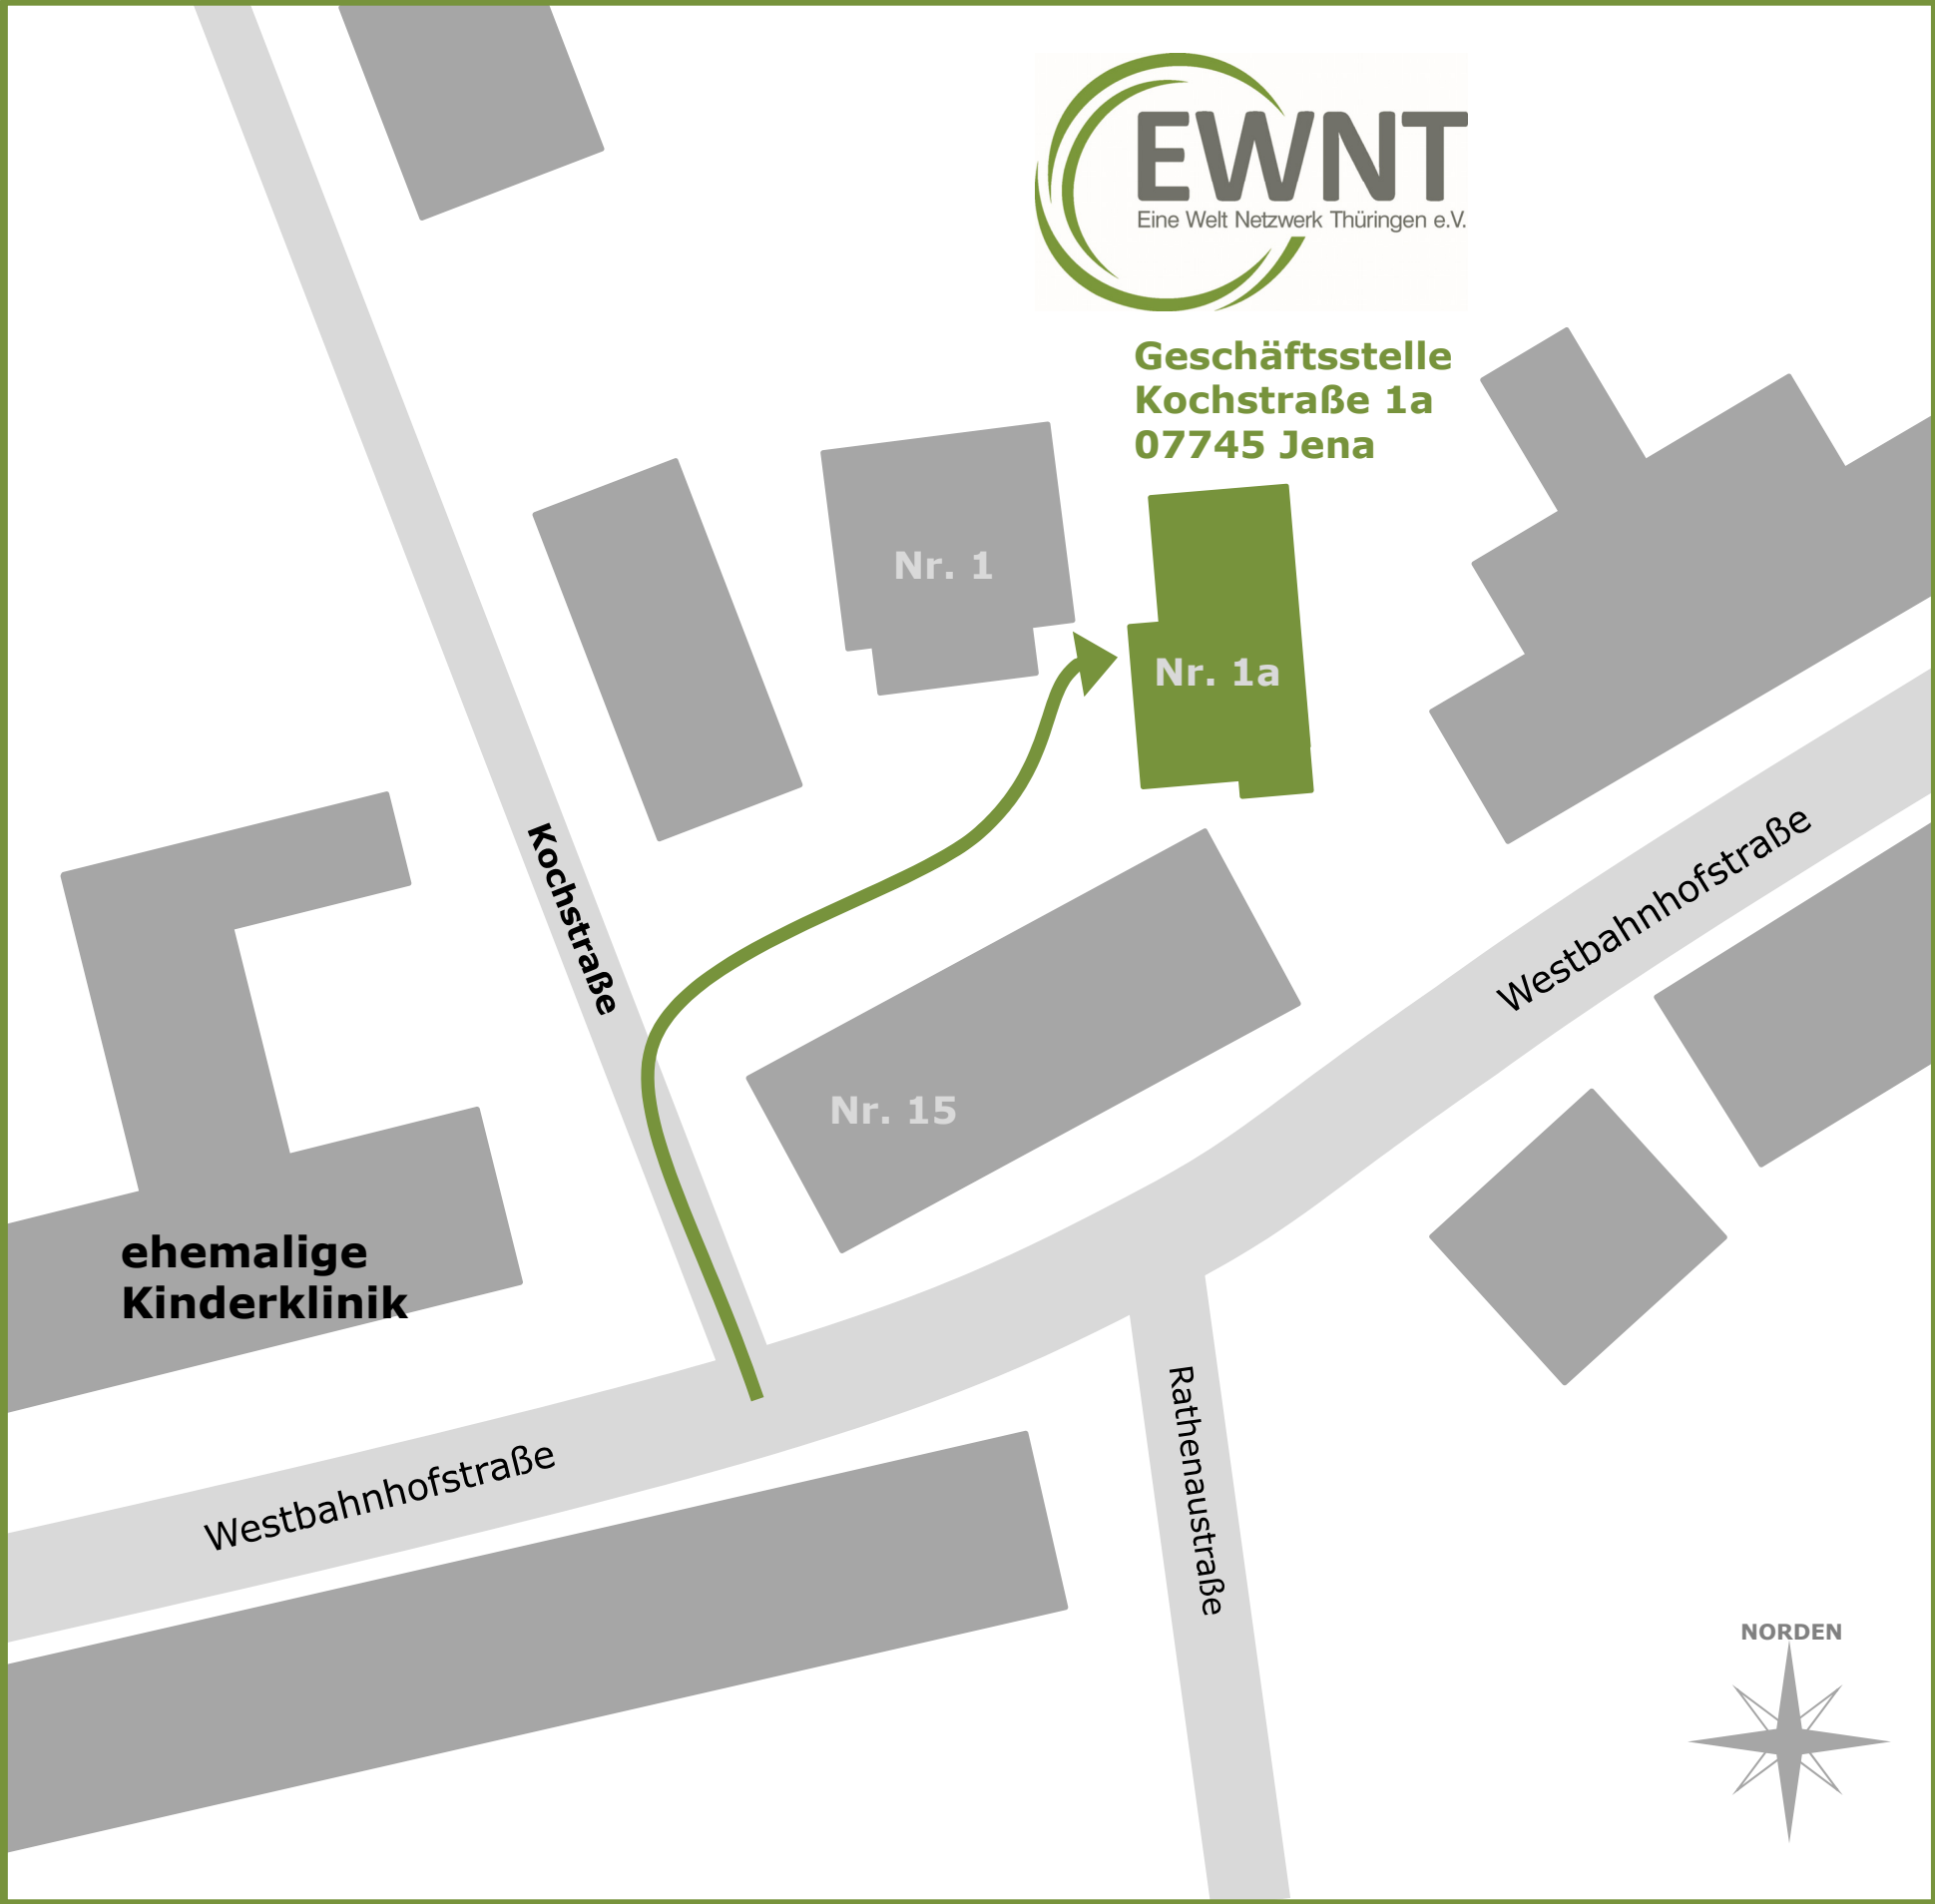 EWNT
Eine Welt Netzwerk Thüringen e.V.
Geschäftsstelle
Kochstraße 1a
07745 Jena
Nr. 1
Nr. 1a
Kochstraße
Westbahnhofstraße
Nr. 15
ehemalige
Kinderklinik
Westbahnhofstraße
Rathenaustraße
NORDEN